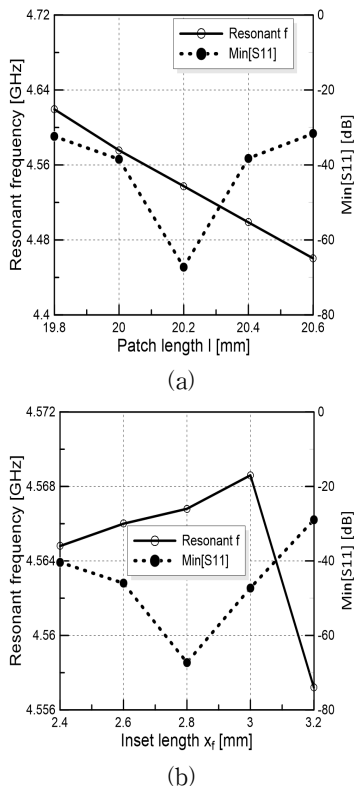 4.72
4.64
4.56
4.48
4.4
Resonant frequency [GHz]
Resonant f
Min[S11]
0
-20
-40
-60
-80
Min[S11] [dB]
19.8
20
20.2
20.4
20.6
Patch length l [mm]
(a)
4.572
4.568
4.564
4.56
4.556
Resonant frequency [GHz]
Resonant f
Min[S11]
0
-20
-40
-60
-80
Min[S11] [dB]
2.4
2.6
2.8
3
3.2
Inset length xf [mm]
(b)